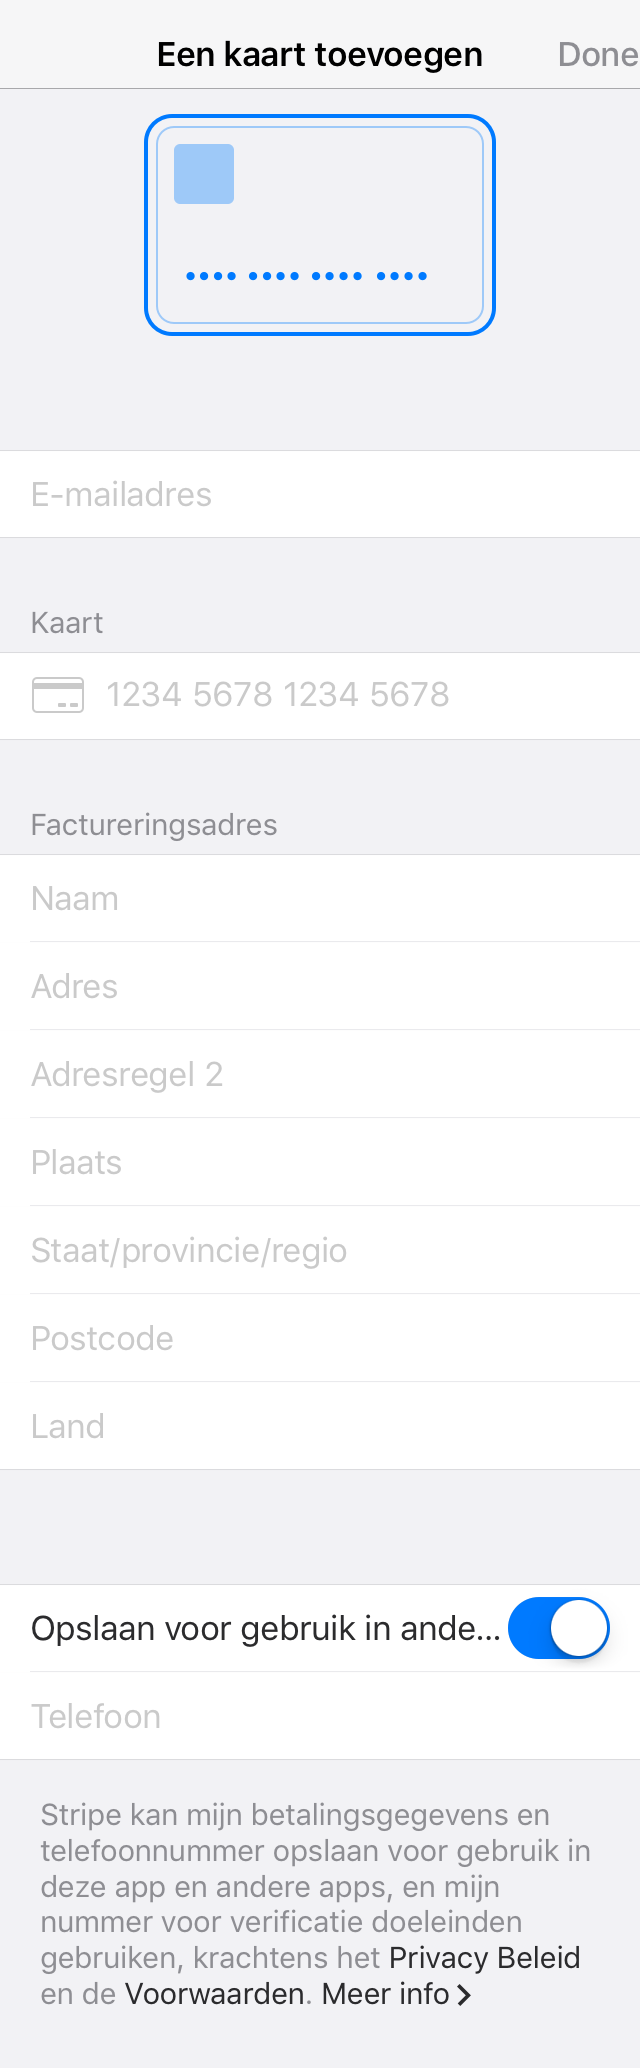 Een kaart toevoegen
Done
•••• •••• •••• ••••
E-mailadres
Kaart
1234 5678 1234 5678
Factureringsadres
Naam
Adres
Adresregel 2
Plaats
Staat/provincie/regio
Postcode
Land
Opslaan voor gebruik in ande...
Telefoon
Stripe kan mijn betalingsgegevens en
telefoonnummer opslaan voor gebruik in
deze app en andere apps, en mijn
nummer voor verificatie doeleinden
gebruiken, krachtens het Privacy Beleid
en de Voorwaarden. Meer info